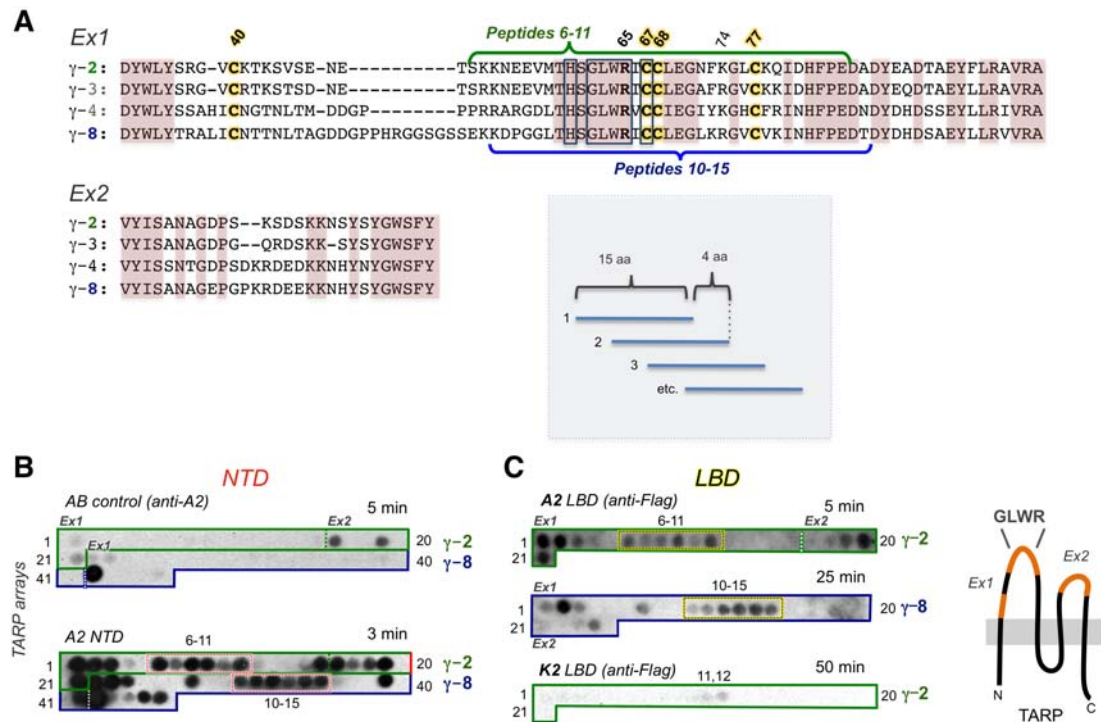 A
Ex1
40
Peptides 6-11
65
67
68
74
77
γ-2: DYWLYSRG-VCKTKSVSE-NE----------TSKKNEEVMTHSGLWRICCLEGNFKGLCKQIDHFPEDADYEADTAEYFLRAVRA
γ-3: DYWLYSRG-VCRTKSTSD-NE----------TSRKNEEVMTHSGLWRICCLEGAFRGVCKKIDHFPEDADYEQDTAEYLLRAVRA
γ-4: DYWLYSSAHICNGTNLTM-DDGP--------PPRRARGDLTHSGLWRVCCIEGIYKGHCFRINHFPEDNDYDHDSSEYLLRIVRA
γ-8: DYWLYTRALICNTTNLTAGDDGPPHRGGSGSSEKKDPGGLTHSGLWRICCLEGLKRGVCVKINHFPEDTDYDHDSAEYLLRVVRA
Peptides 10-15
Ex2
γ-2: VYISANAGDPS--KSDSKKNSYSYGWSFY
γ-3: VYISANAGDPG--QRDSKK-SYSYGWSFY
γ-4: VYISSNTGDPSDKRDEDKKNHYNYGWSFY
γ-8: VYISANAGEPGPKRDEEKKNHYSYGWSFY
15 aa
4 aa
1
2
3
etc.
B
NTD
TARP arrays
AB control (anti-A2)
5 min
Ex1
Ex2
1
20 γ-2
Ex1
21
40 γ-8
41
A2 NTD
6-11
3 min
1
20 γ-2
21
40 γ-8
41
10-15
C
LBD
A2 LBD (anti-Flag)
5 min
Ex1
6-11
Ex2
1
20 γ-2
21
25 min
Ex1
10-15
1
20 γ-8
21
Ex2
K2 LBD (anti-Flag)
50 min
11,12
1
20 γ-2
21
GLWR
Ex1
Ex2
N
C
TARP